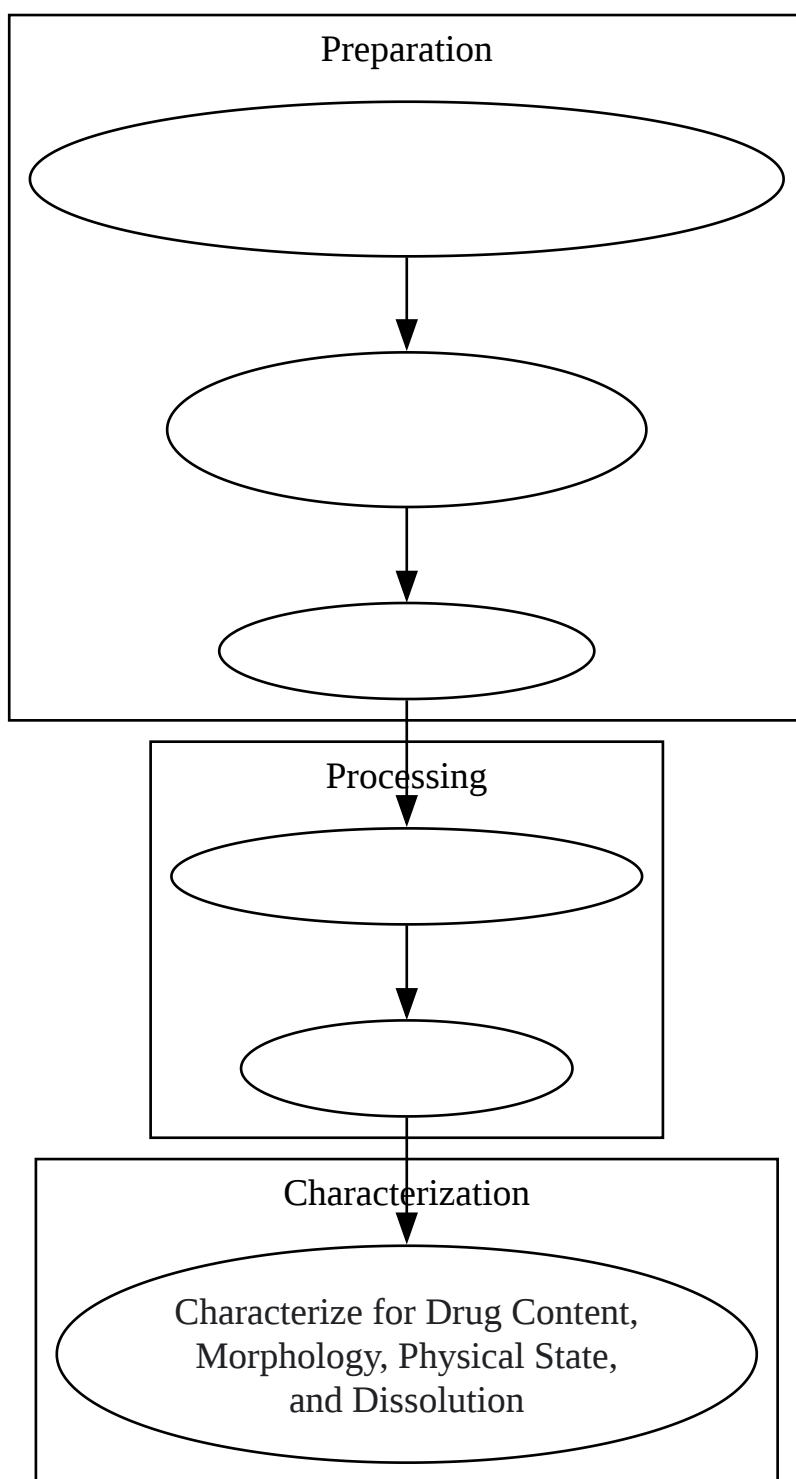 Preparation
Processing
Characterization
Characterize for Drug Content,
Morphology, Physical State,
and Dissolution